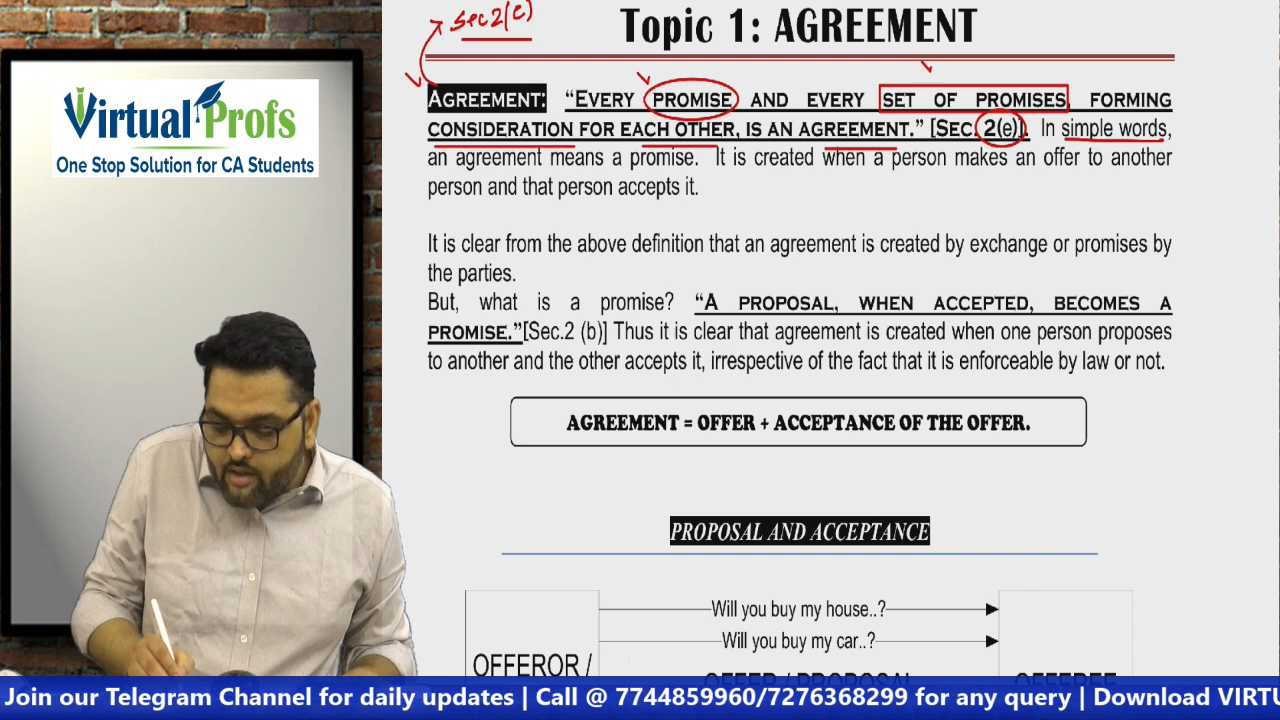 Sec 2(e)
Topic 1: AGREEMENT
Virtual Profs
One Stop Solution for CA Students
AGREEMENT: “EVERY PROMISE AND EVERY SET OF PROMISES, FORMING
CONSIDERATION FOR EACH OTHER, IS AN AGREEMENT.” [SEC. 2(e)]. In simple words,
an agreement means a promise. It is created when a person makes an offer to another
person and that person accepts it.
It is clear from the above definition that an agreement is created by exchange or promises by
the parties.
But, what is a promise? “A PROPOSAL, WHEN ACCEPTED, BECOMES A
PROMISE.”[Sec.2 (b)] Thus it is clear that agreement is created when one person proposes
to another and the other accepts it, irrespective of the fact that it is enforceable by law or not.
AGREEMENT = OFFER + ACCEPTANCE OF THE OFFER.
PROPOSAL AND ACCEPTANCE
Will you buy my house..?
Will you buy my car..?
OFFEROR /
OFFER / PROPOSAL
OFFEREE
Join our Telegram Channel for daily updates | Call @ 7744859960/7276368299 for any query | Download VIRTU